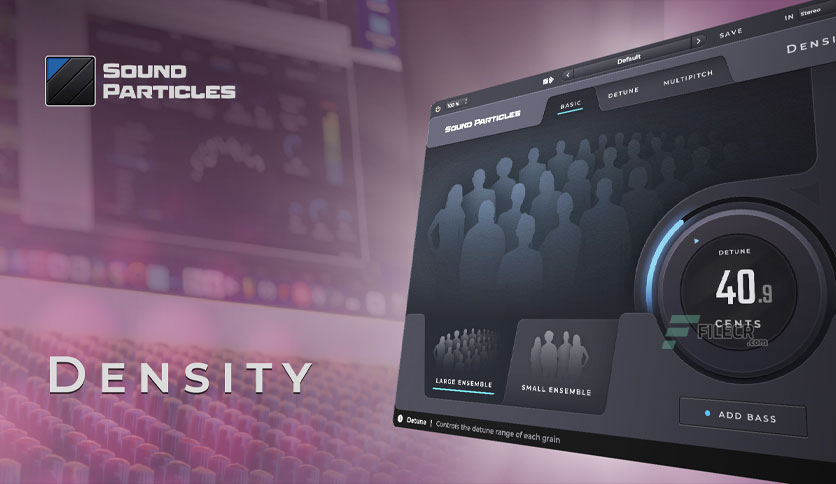 SOUND
PARTICLES
DENSITY
100 %
Default
SAVE
IN Stereo
SOUND PARTICLES
BASIC
DETUNE
MULTIPITCH
DETUNE
40.9
CENTS
FILECR
.com
LARGE ENSEMBLE
SMALL ENSEMBLE
ADD BASS
Detune | Controls the detune range of each grain